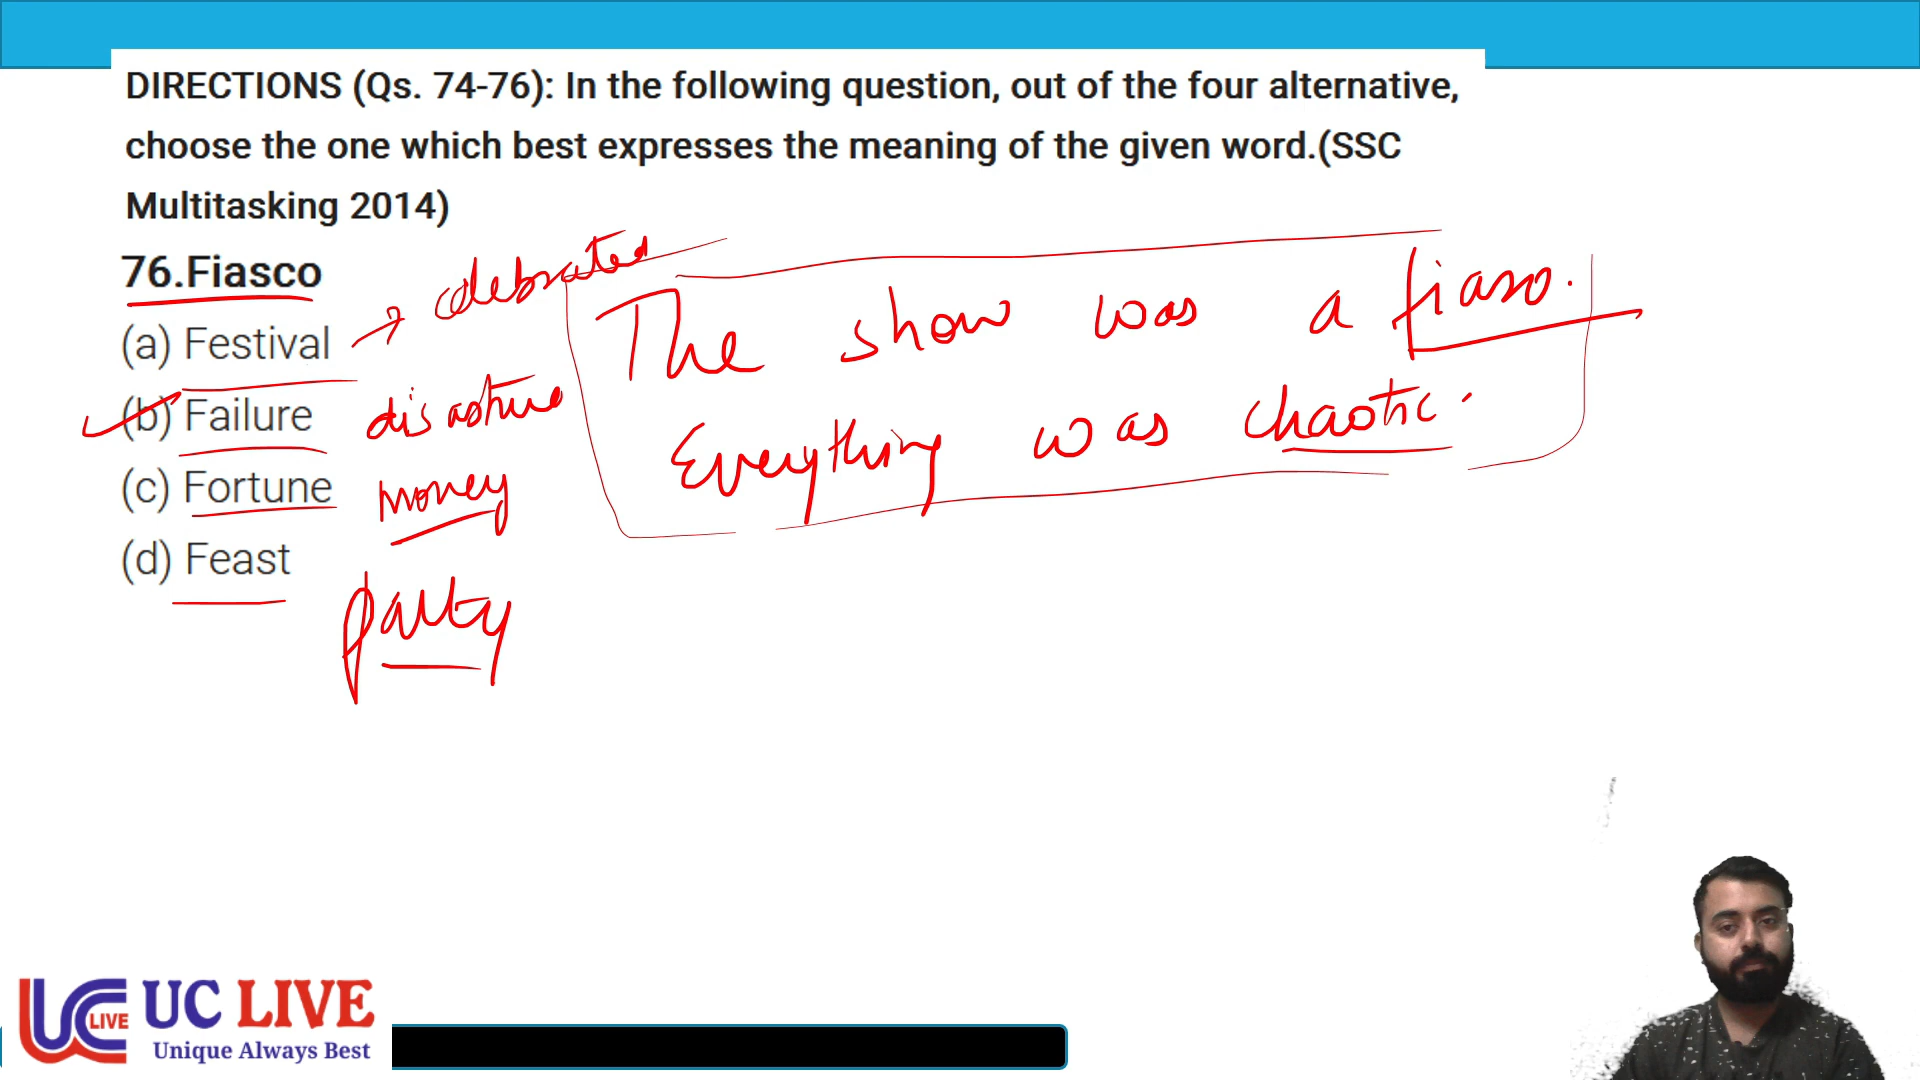 DIRECTIONS (Qs. 74-76): In the following question, out of the four alternative,
choose the one which best expresses the meaning of the given word.(SSC
Multitasking 2014)
76.Fiasco
(a) Festival → celebrated
(b) Failure
(c) Fortune money
(d) Feast
party
The show was a fiasco.
Everything was chaotic.
LIVE
UC LIVE
Unique Always Best